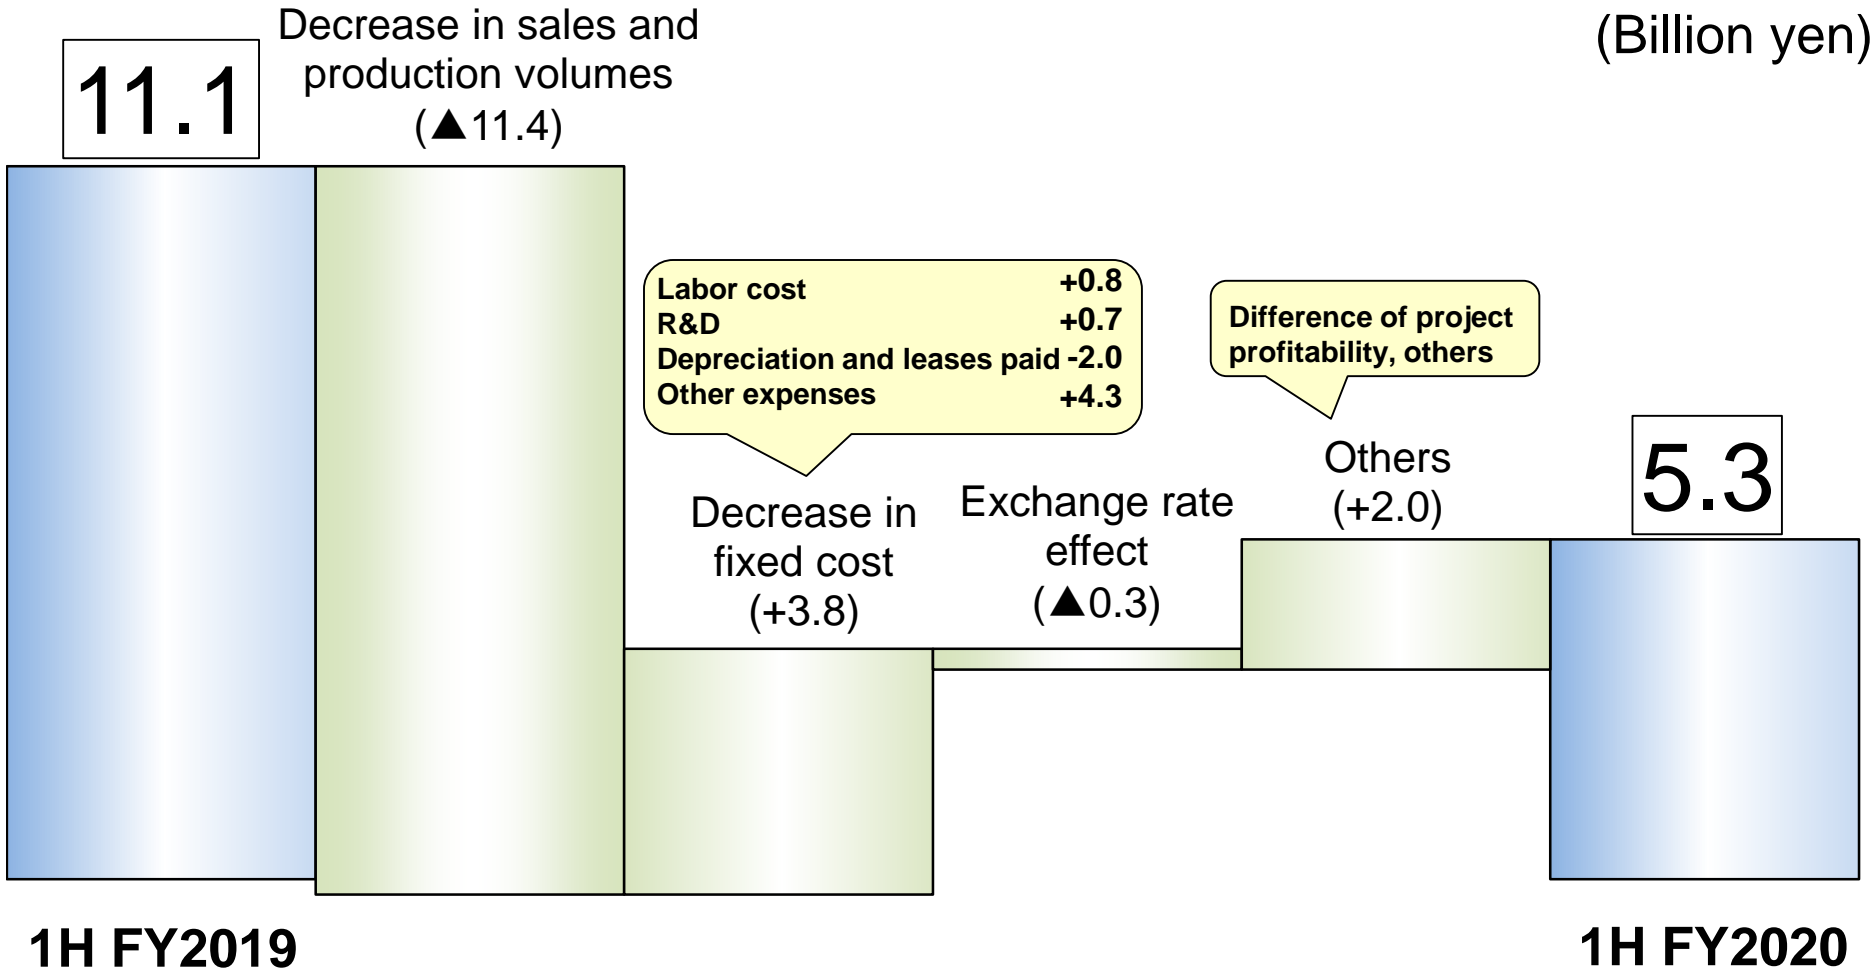 (Billion yen)
11.1
Decrease in sales and
production volumes
(▲11.4)
Labor cost +0.8
R&D +0.7
Depreciation and leases paid -2.0
Other expenses +4.3
Decrease in
fixed cost
(+3.8)
Exchange rate
effect
(▲0.3)
Difference of project
profitability, others
Others
(+2.0)
5.3
1H FY2019
1H FY2020